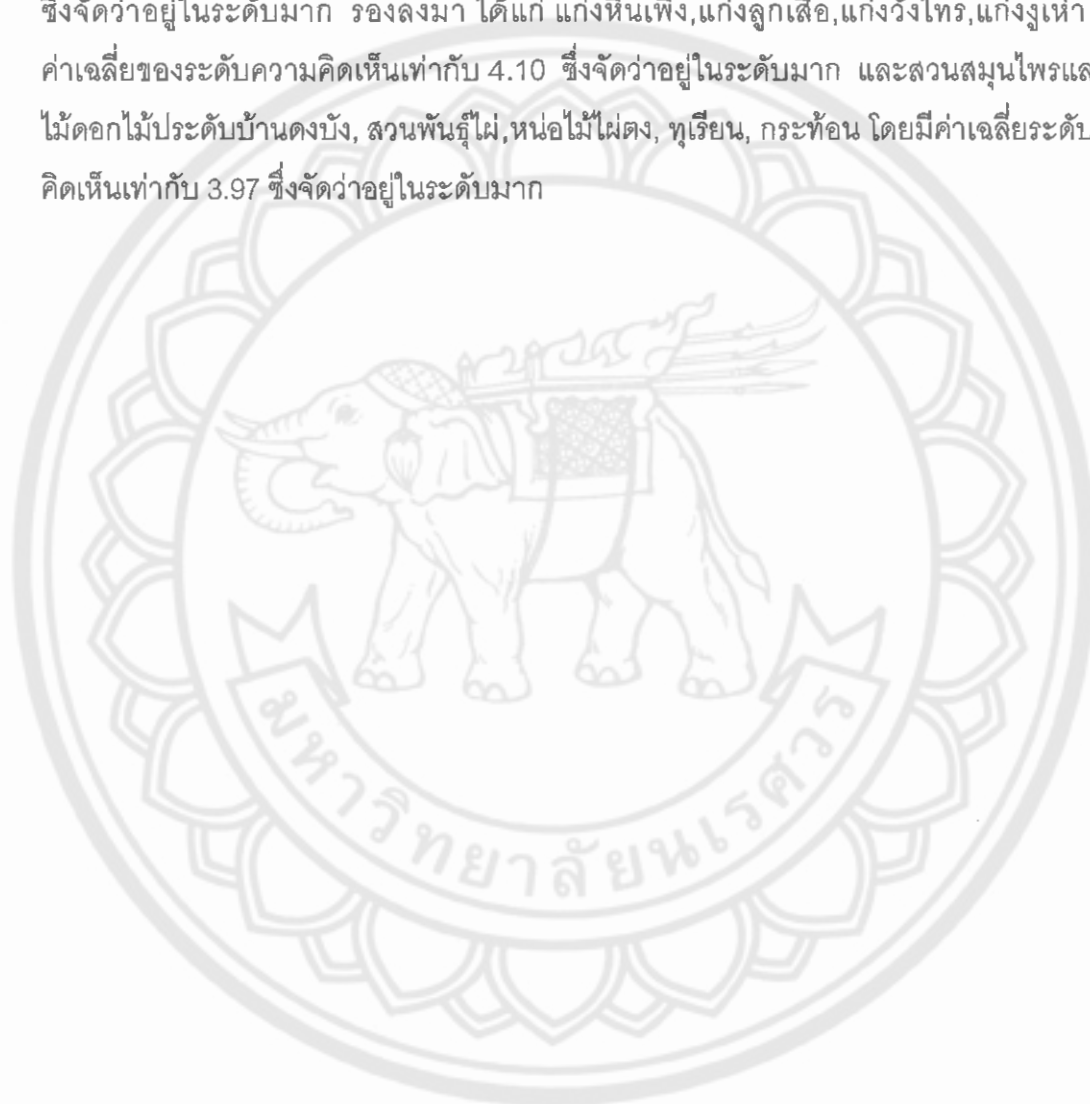 ซึ่งจัดว่าอยู่ในระดับมาก รองลงมา ได้แก่ แก่งหินเพิง,แก่งลูกเสือ,แก่งวังไทร,แก่งงูเห่า
ค่าเฉลี่ยของระดับความคิดเห็นเท่ากับ 4.10 ซึ่งจัดว่าอยู่ในระดับมาก และสวนสมุนไพรแล
ไม้ดอกไม้ประดับบ้านดงบัง, สวนพันธุ์ไผ่,หน่อไม้ไผ่ตง, ทุเรียน, กระท้อน โดยมีค่าเฉลี่ยระดับ
คิดเห็นเท่ากับ 3.97 ซึ่งจัดว่าอยู่ในระดับมาก
มหาวิทยาลัยนเรศวร